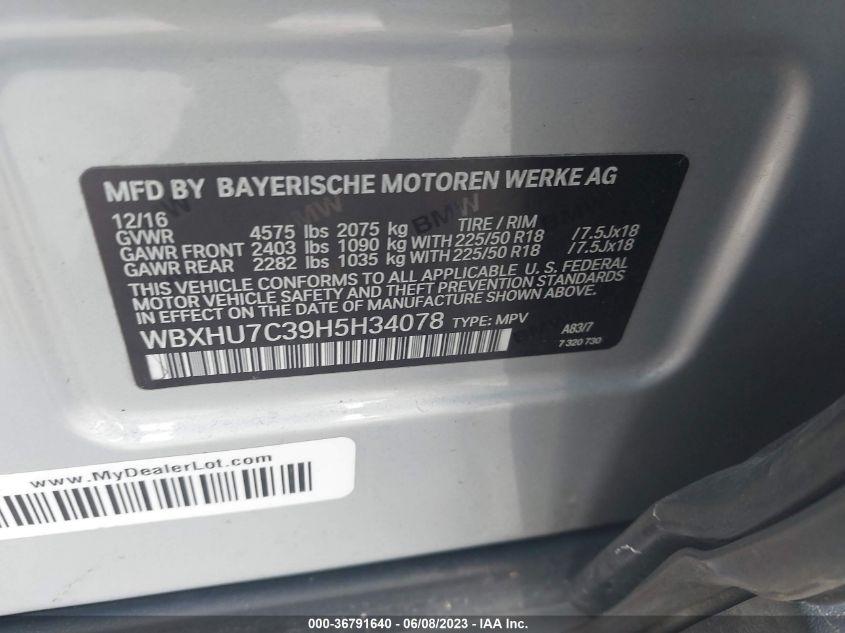 MFD BY BAYERISCHE MOTOREN WERKE AG
12/16
GVWR 4575 lbs 2075 kg TIRE / RIM
GAWR FRONT 2403 lbs 1090 kg WITH 225/50 R18 /7.5Jx18
GAWR REAR 2282 lbs 1035 kg WITH 225/50 R18 /7.5Jx18
THIS VEHICLE CONFORMS TO ALL APPLICABLE U.S. FEDERAL
MOTOR VEHICLE SAFETY AND THEFT PREVENTION STANDARDS
IN EFFECT ON THE DATE OF MANUFACTURE SHOWN ABOVE.
WBXHU7C39H5H34078 TYPE: MPV A83/7
7 320 730
www.MyDealerLot.com
000-36791640 - 06/08/2023 - IAA Inc.